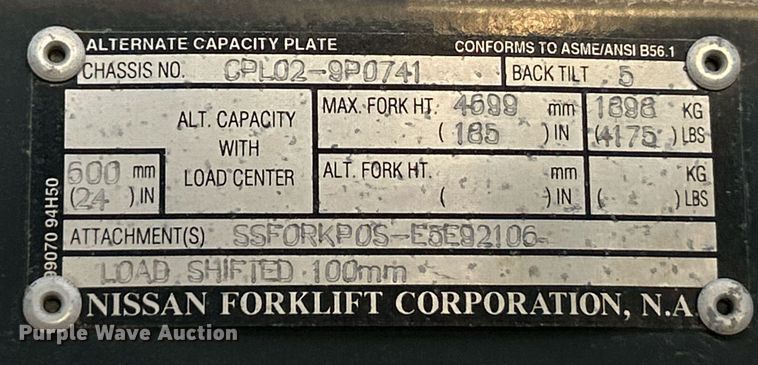 ALTERNATE CAPACITY PLATE CONFORMS TO ASME/ANSI B56.1
CHASSIS NO. CPL02-9P0741 BACK TILT 5
ALT. CAPACITY WITH LOAD CENTER
MAX. FORK HT. 4699 mm 1898 KG
(185) IN (4175) LBS
600 mm
(24) IN
ALT. FORK HT. mm KG
( ) IN ( ) LBS
ATTACHMENT(S) SSFORKPOS-E5E92106-
LOAD SHIFTED 100mm
99070 94H50
NISSAN FORKLIFT CORPORATION, N.A
Purple Wave Auction